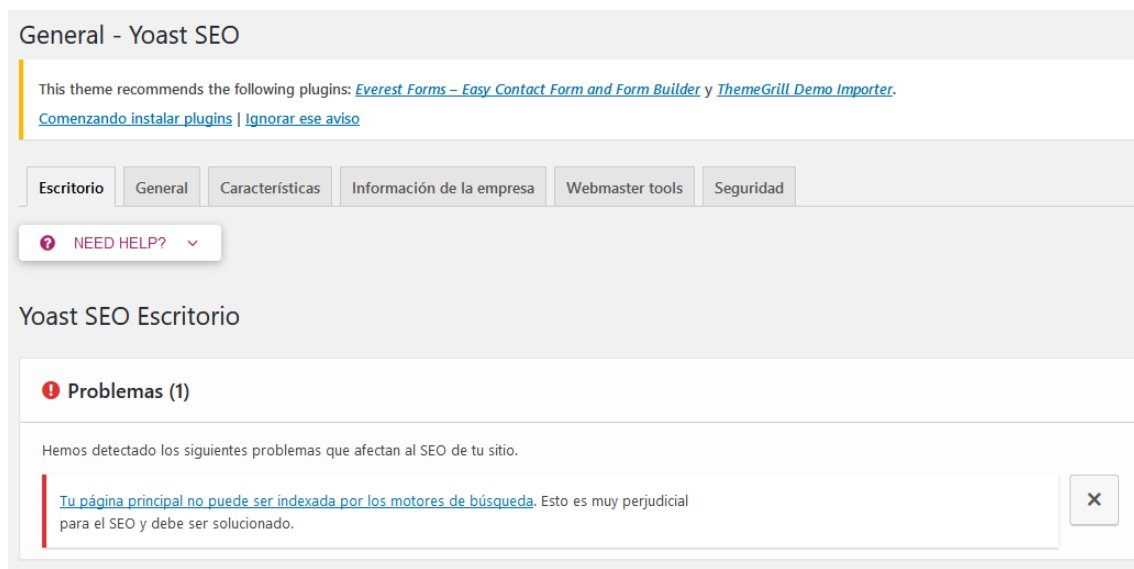 General - Yoast SEO
This theme recommends the following plugins: Everest Forms – Easy Contact Form and Form Builder y ThemeGrill Demo Importer.
Comenzando instalar plugins | Ignorar ese aviso
Escritorio General Características Información de la empresa Webmaster tools Seguridad
NEED HELP?
Yoast SEO Escritorio
Problemas (1)
Hemos detectado los siguientes problemas que afectan al SEO de tu sitio.
Tu página principal no puede ser indexada por los motores de búsqueda. Esto es muy perjudicial
para el SEO y debe ser solucionado.